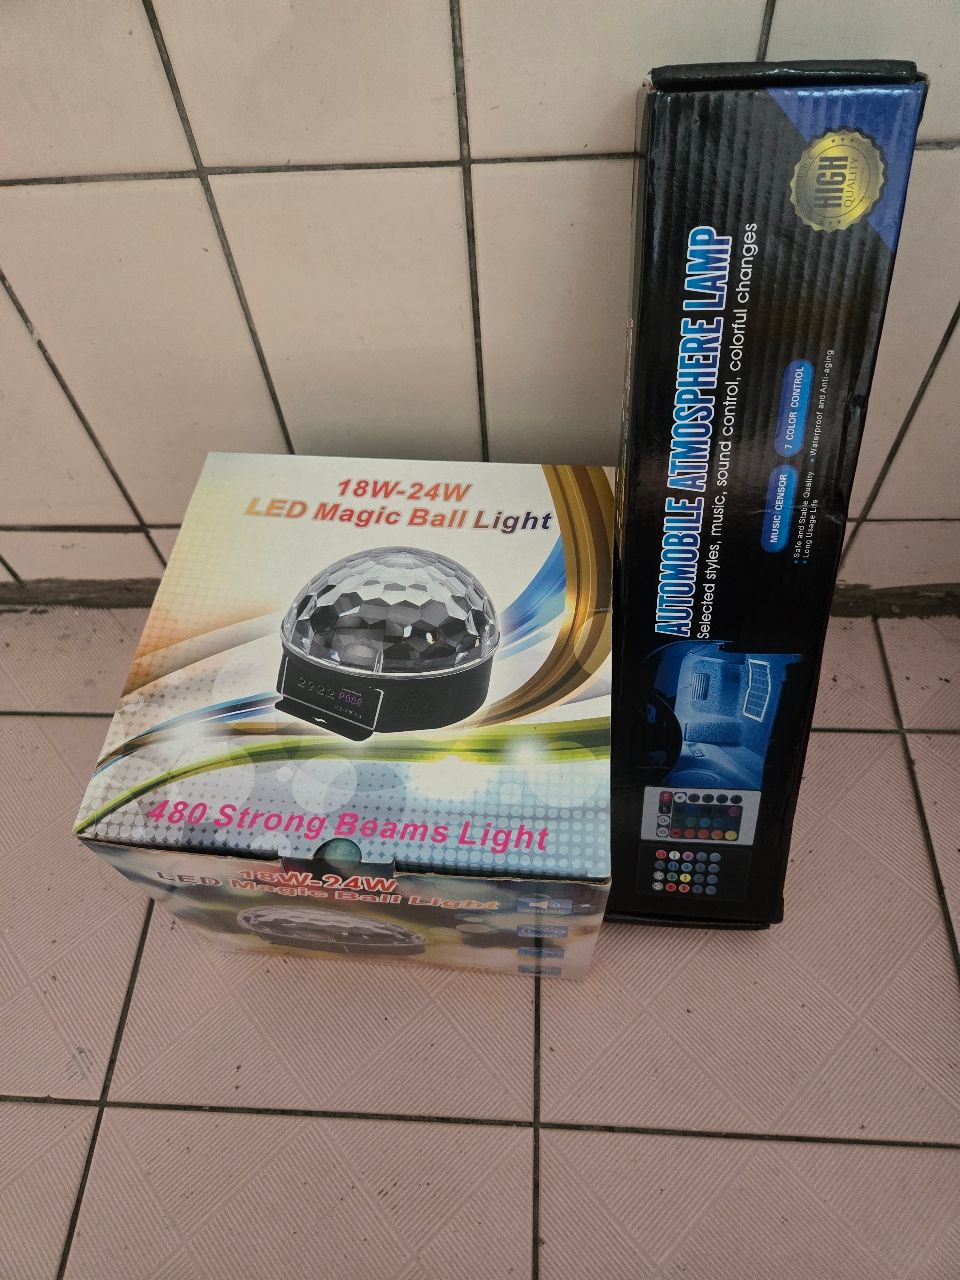 18W-24W
LED Magic Ball Light
480 Strong Beams Light
18W-24W
LED Magic Ball Light
HIGH
QUALITY
AUTOMOBILE ATMOSPHERE LAMP
Selected styles, music, sound control, colorful changes
MUSIC CENSOR
7 COLOR CONTROL
Safe and Stable Quality
Waterproof and Anti-aging
Long Usage Life